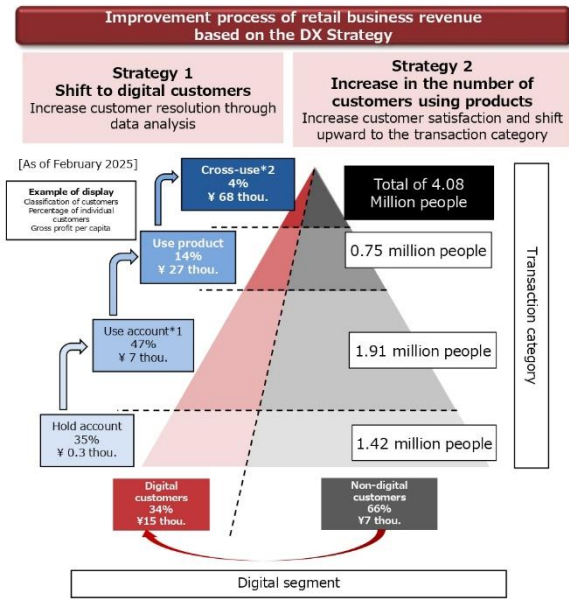 Improvement process of retail business revenue
based on the DX Strategy
Strategy 1
Shift to digital customers
Increase customer resolution through
data analysis
Strategy 2
Increase in the number of
customers using products
Increase customer satisfaction and shift
upward to the transaction category
[As of February 2025]
Example of display
Classification of customers
Percentage of individual
customers
Gross profit per capita
Cross-use*2
4%
¥ 68 thou.
Total of 4.08
Million people
Use product
14%
¥ 27 thou.
0.75 million people
Use account*1
47%
¥ 7 thou.
1.91 million people
Hold account
35%
¥ 0.3 thou.
1.42 million people
Transaction category
Digital
customers
34%
¥15 thou.
Non-digital
customers
66%
¥7 thou.
Digital segment